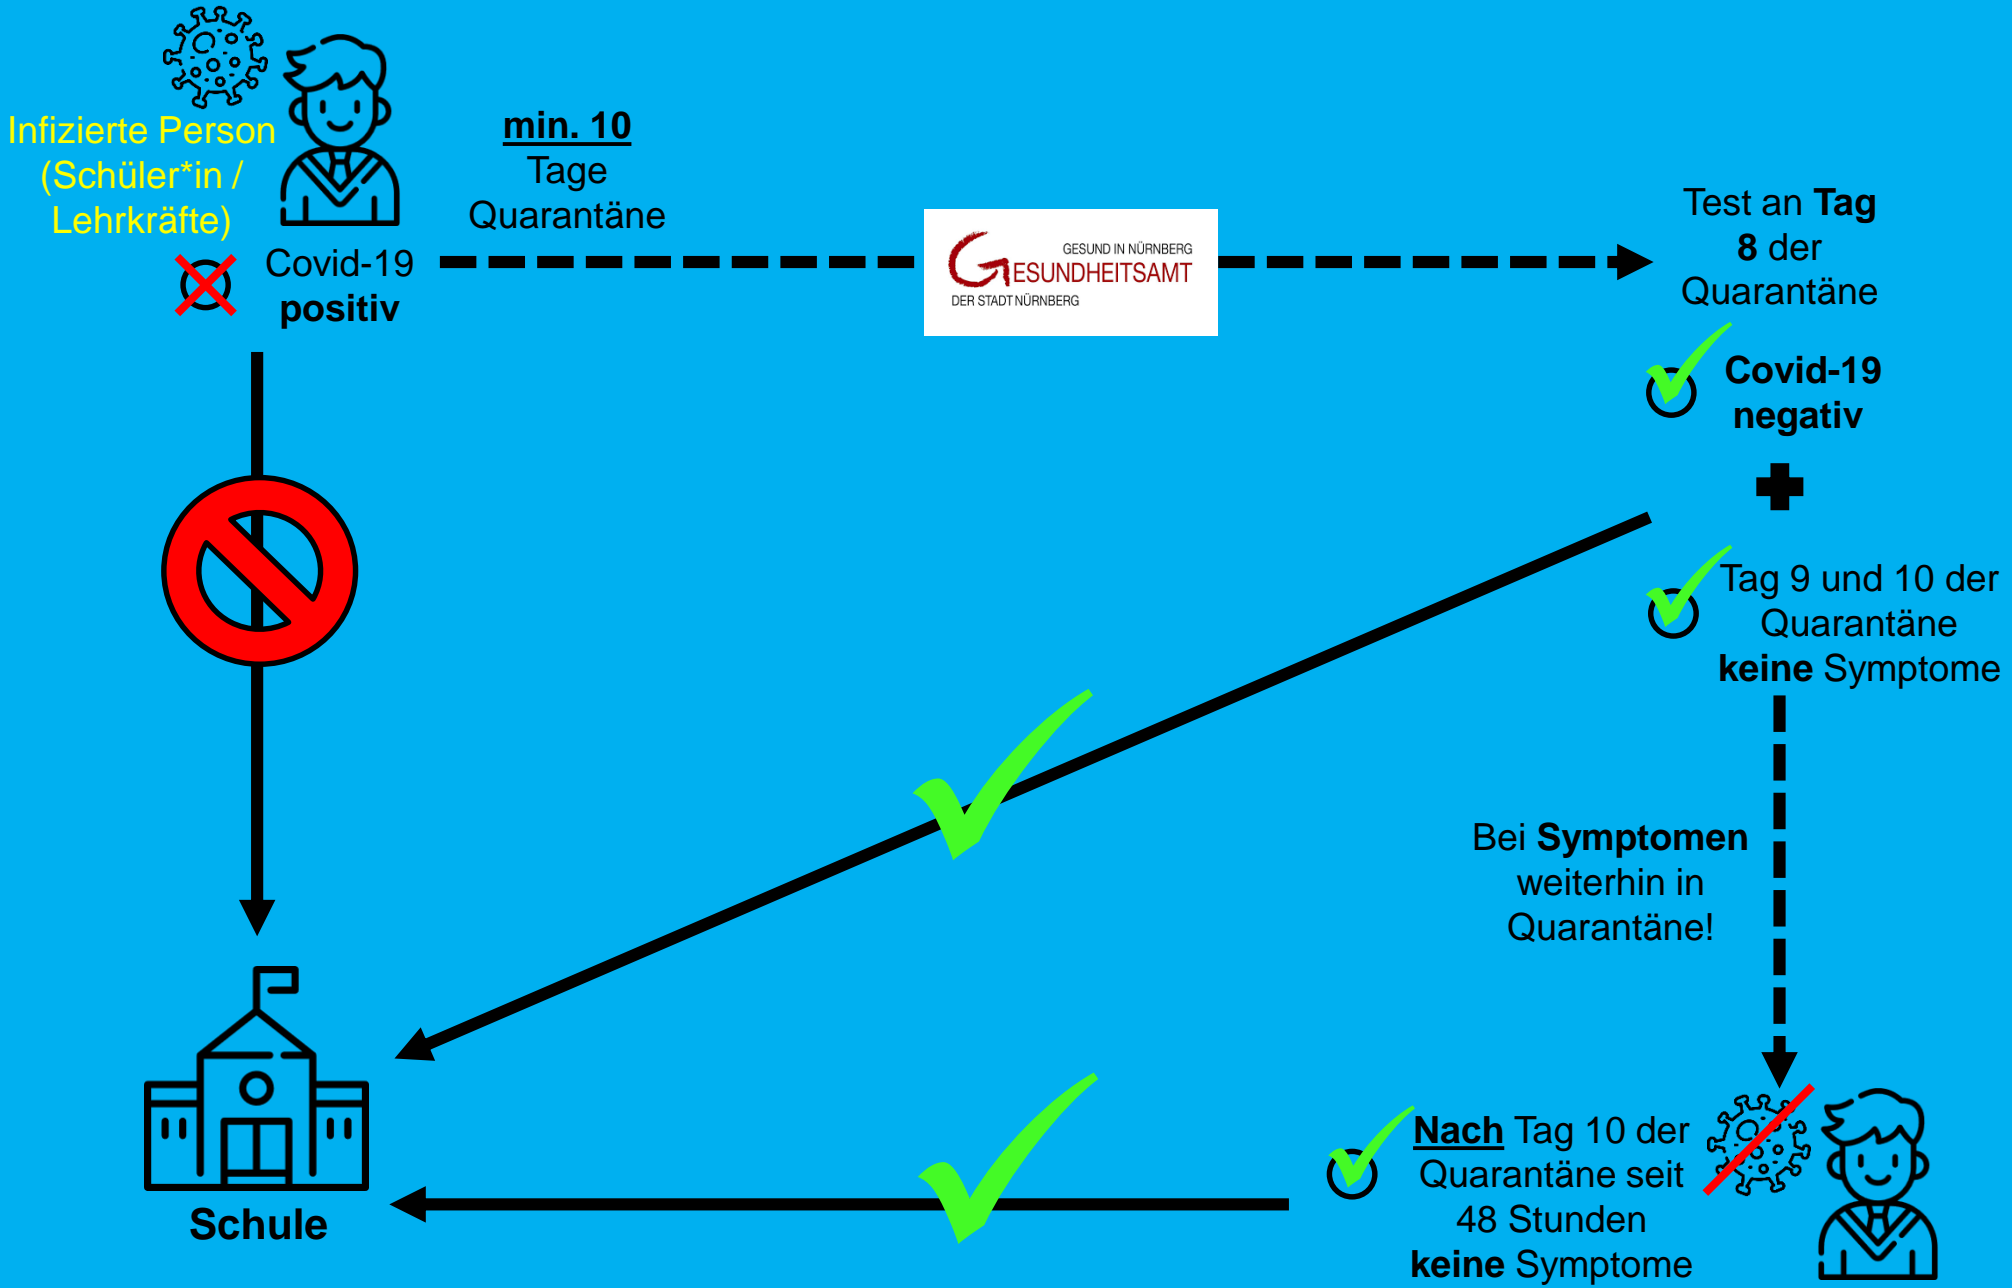 Infizierte Person
(Schüler*in /
Lehrkräfte)
Covid-19
positiv
min. 10
Tage
Quarantäne
GESUND IN NÜRNBERG
GESUNDHEITSAMT
DER STADT NÜRNBERG
Test an Tag
8 der
Quarantäne
Covid-19
negativ
Tag 9 und 10 der
Quarantäne
keine Symptome
Bei Symptomen
weiterhin in
Quarantäne!
Nach Tag 10 der
Quarantäne seit
48 Stunden
keine Symptome
Schule